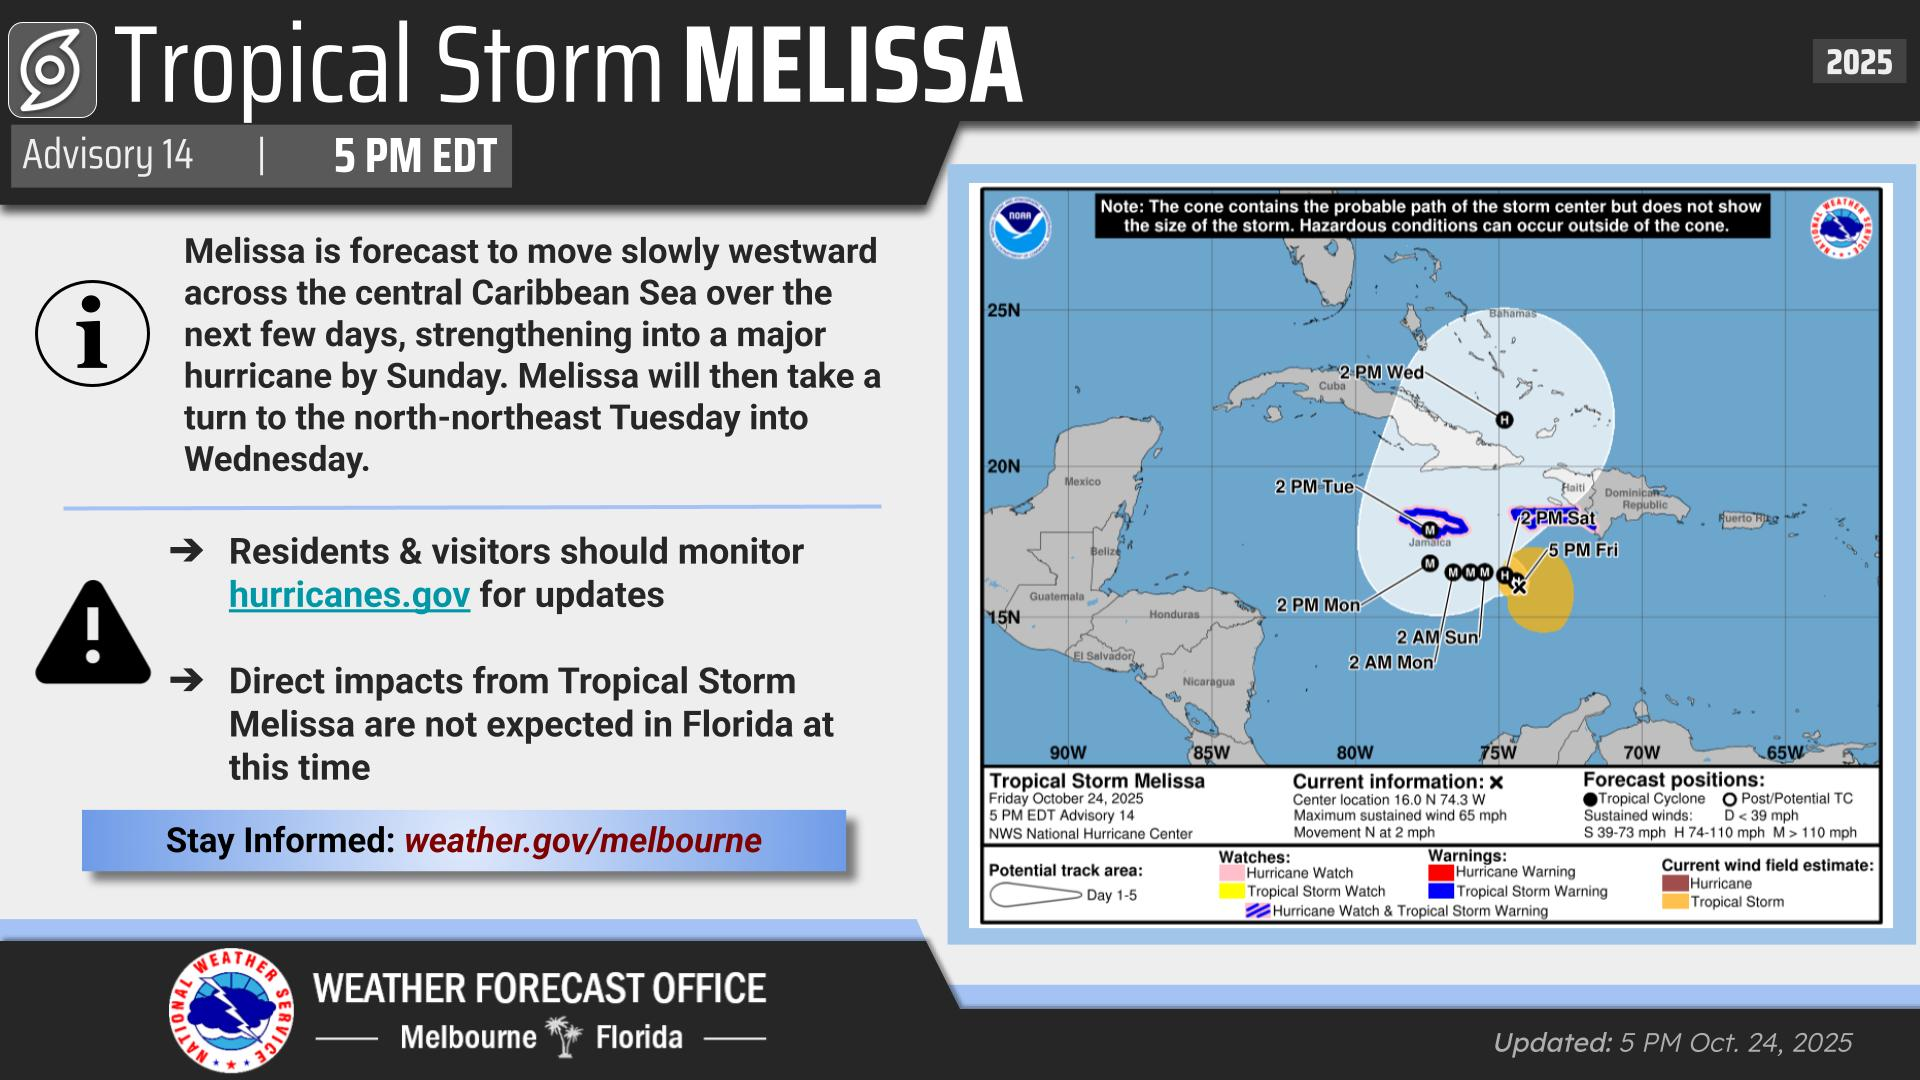 Tropical Storm MELISSA
2025
Advisory 14 | 5 PM EDT
Melissa is forecast to move slowly westward
across the central Caribbean Sea over the
next few days, strengthening into a major
hurricane by Sunday. Melissa will then take a
turn to the north-northeast Tuesday into
Wednesday.
➔ Residents & visitors should monitor
hurricanes.gov for updates
➔ Direct impacts from Tropical Storm
Melissa are not expected in Florida at
this time
Stay Informed: weather.gov/melbourne
NATIONAL WEATHER SERVICE
WEATHER FORECAST OFFICE
Melbourne Florida
Note: The cone contains the probable path of the storm center but does not show
the size of the storm. Hazardous conditions can occur outside of the cone.
NOAA
NATIONAL WEATHER SERVICE
25N
Bahamas
2 PM Wed
Cuba
H
20N
Mexico
2 PM Tue
Haiti
Dominican
Republic
2 PM Sat
Puerto Rico
M
Jamaica
Belize
5 PM Fri
M
M M M H H
Guatemala
2 PM Mon
Honduras
15N
2 AM Sun
El Salvador
2 AM Mon
Nicaragua
90W 85W 80W 75W 70W 65W
Tropical Storm Melissa
Friday October 24, 2025
5 PM EDT Advisory 14
NWS National Hurricane Center
Current information: x
Center location 16.0 N 74.3 W
Maximum sustained wind 65 mph
Movement N at 2 mph
Forecast positions:
Tropical Cyclone Post/Potential TC
Sustained winds: D < 39 mph
S 39-73 mph H 74-110 mph M > 110 mph
Potential track area:
Day 1-5
Watches:
Hurricane Watch
Tropical Storm Watch
Warnings:
Hurricane Warning
Tropical Storm Warning
Hurricane Watch & Tropical Storm Warning
Current wind field estimate:
Hurricane
Tropical Storm
Updated: 5 PM Oct. 24, 2025